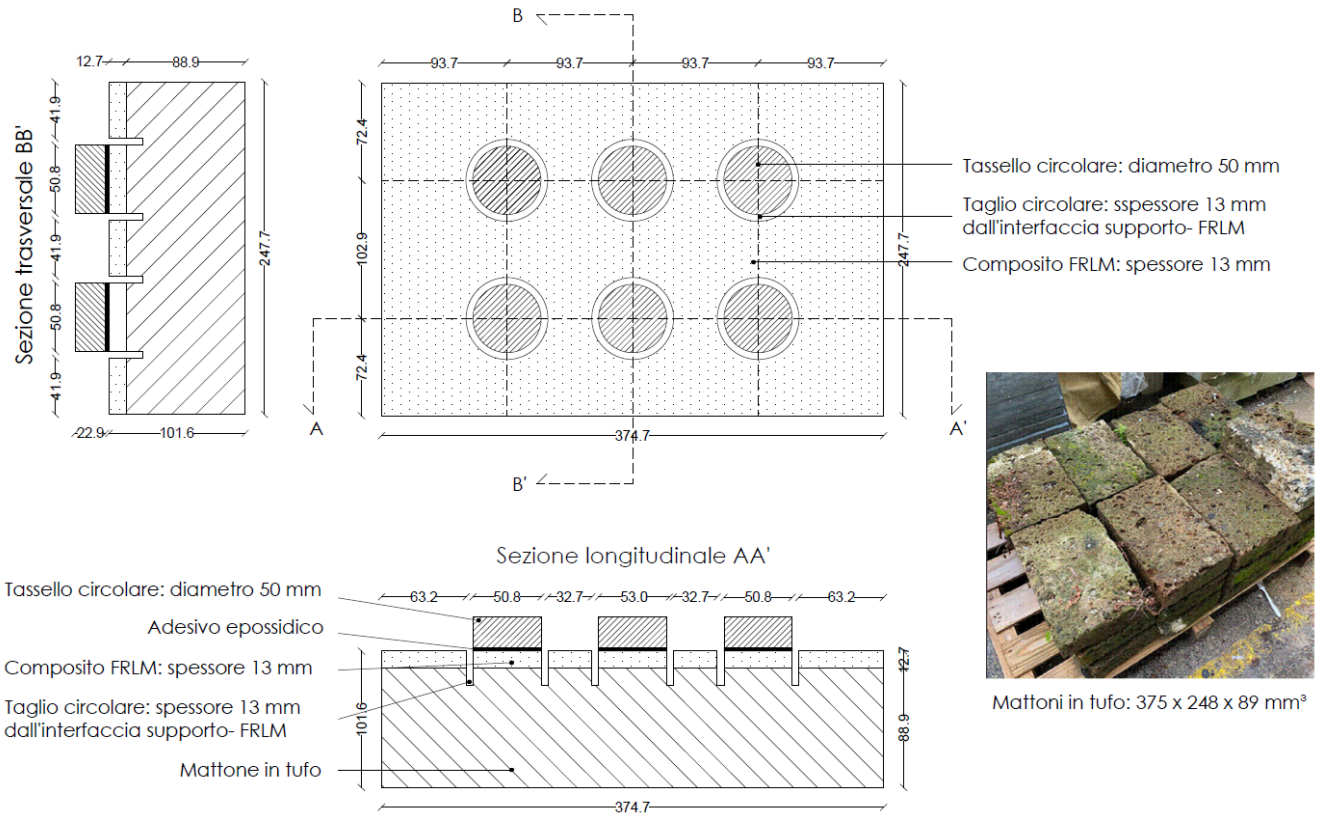 B
12.7
88.9
93.7
93.7
93.7
93.7
Sezione trasversale BB'
41.9
50.8
41.9
50.8
41.9
247.7
72.4
102.9
72.4
247.7
Tassello circolare: diametro 50 mm
Taglio circolare: sspessore 13 mm
dall'interfaccia supporto- FRLM
Composito FRLM: spessore 13 mm
22.9
101.6
A
374.7
A'
B'
Sezione longitudinale AA'
Tassello circolare: diametro 50 mm
63.2
50.8
32.7
53.0
32.7
50.8
63.2
Adesivo epossidico
Composito FRLM: spessore 13 mm
12.7
Taglio circolare: spessore 13 mm
dall'interfaccia supporto- FRLM
101.6
88.9
Mattone in tufo
374.7
Mattoni in tufo: 375 x 248 x 89 mm³